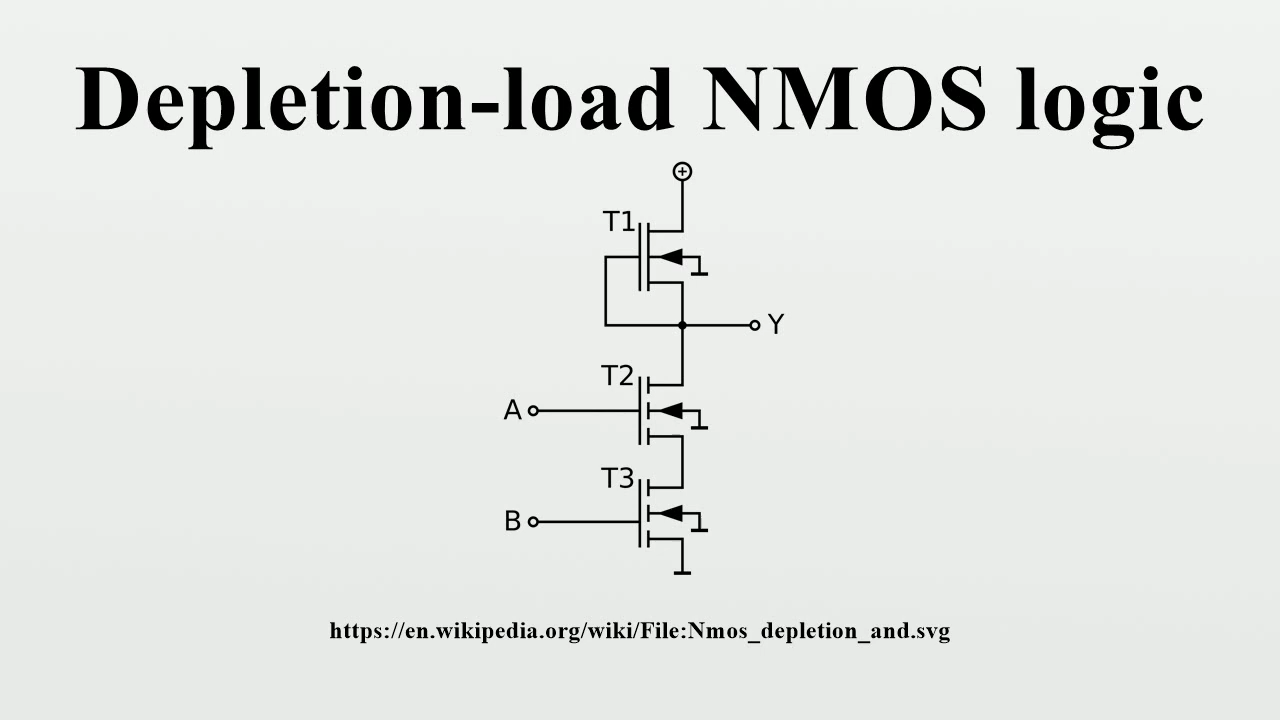 Depletion-load NMOS logic
T1
Y
T2
A
T3
B
https://en.wikipedia.org/wiki/File:Nmos_depletion_and.svg